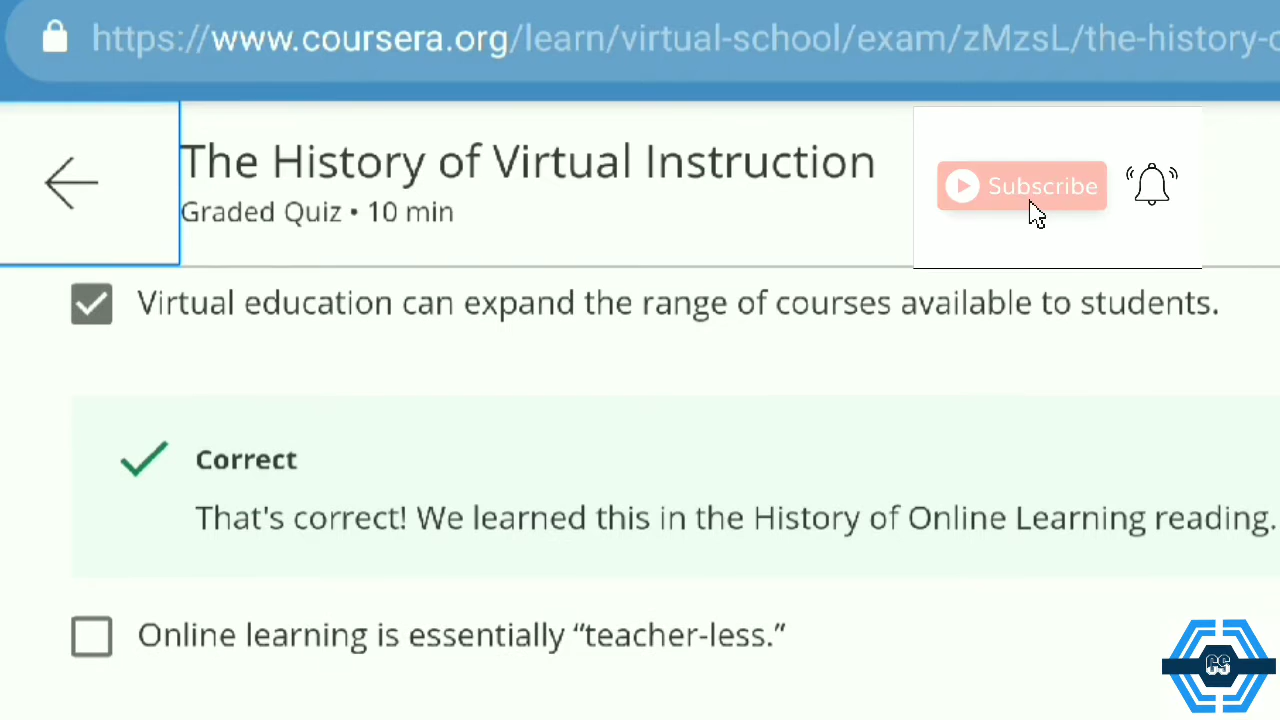 https://www.coursera.org/learn/virtual-school/exam/zMzsL/the-history-
The History of Virtual Instruction
Graded Quiz • 10 min
Subscribe
Virtual education can expand the range of courses available to students.
Correct
That's correct! We learned this in the History of Online Learning reading.
Online learning is essentially “teacher-less.”
CS